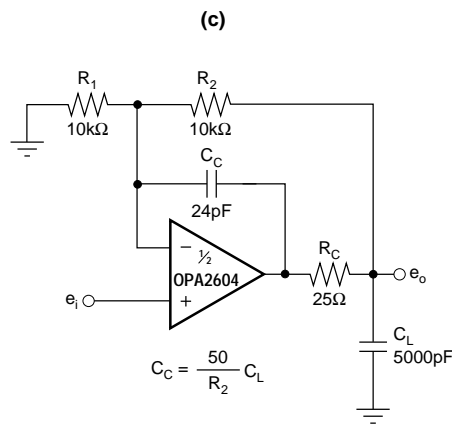 (c)
R1
10kΩ
R2
10kΩ
CC
24pF
–
½
OPA2604
+
ei
RC
25Ω
eo
CL
5000pF
CC = 50/R2 CL